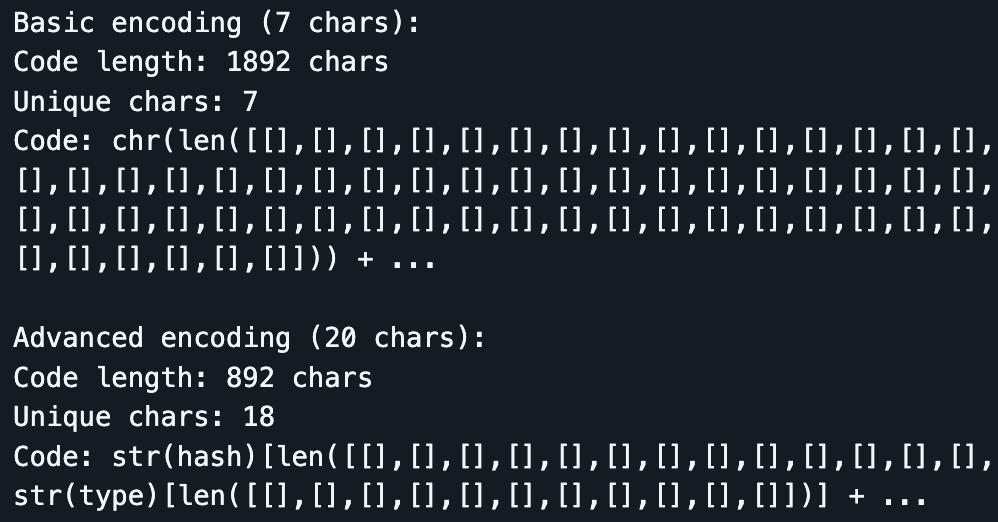 Basic encoding (7 chars):
Code length: 1892 chars
Unique chars: 7
Code: chr(len([[],[],[],[],[],[],[],[],[],[],[],[],[],[],[],
[],[],[],[],[],[],[],[],[],[],[],[],[],[],[],[],[],[],[],[],
[],[],[],[],[],[],[],[],[],[],[],[],[],[],[],[],[],[],[],[],
[],[],[],[],[],[]])) + ...
Advanced encoding (20 chars):
Code length: 892 chars
Unique chars: 18
Code: str(hash)[len([[],[],[],[],[],[],[],[],[],[],[],[],[],
str(type)[len([[],[],[],[],[],[],[],[],[],[],[]])] + ...